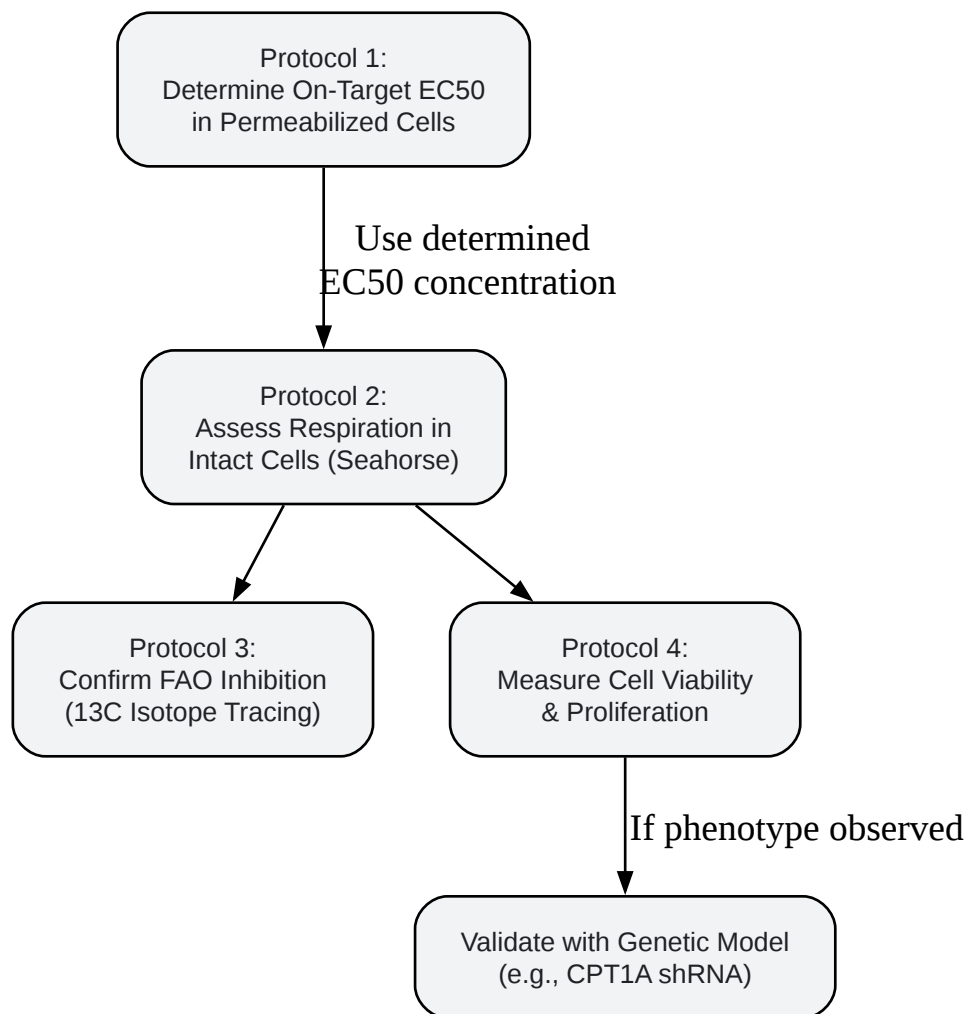 Protocol 1:
Determine On-Target EC50
in Permeabilized Cells
Use determined
EC50 concentration
Protocol 2:
Assess Respiration in
Intact Cells (Seahorse)
Protocol 3:
Confirm FAO Inhibition
(13C Isotope Tracing)
Protocol 4:
Measure Cell Viability
& Proliferation
If phenotype observed
Validate with Genetic Model
(e.g., CPT1A shRNA)